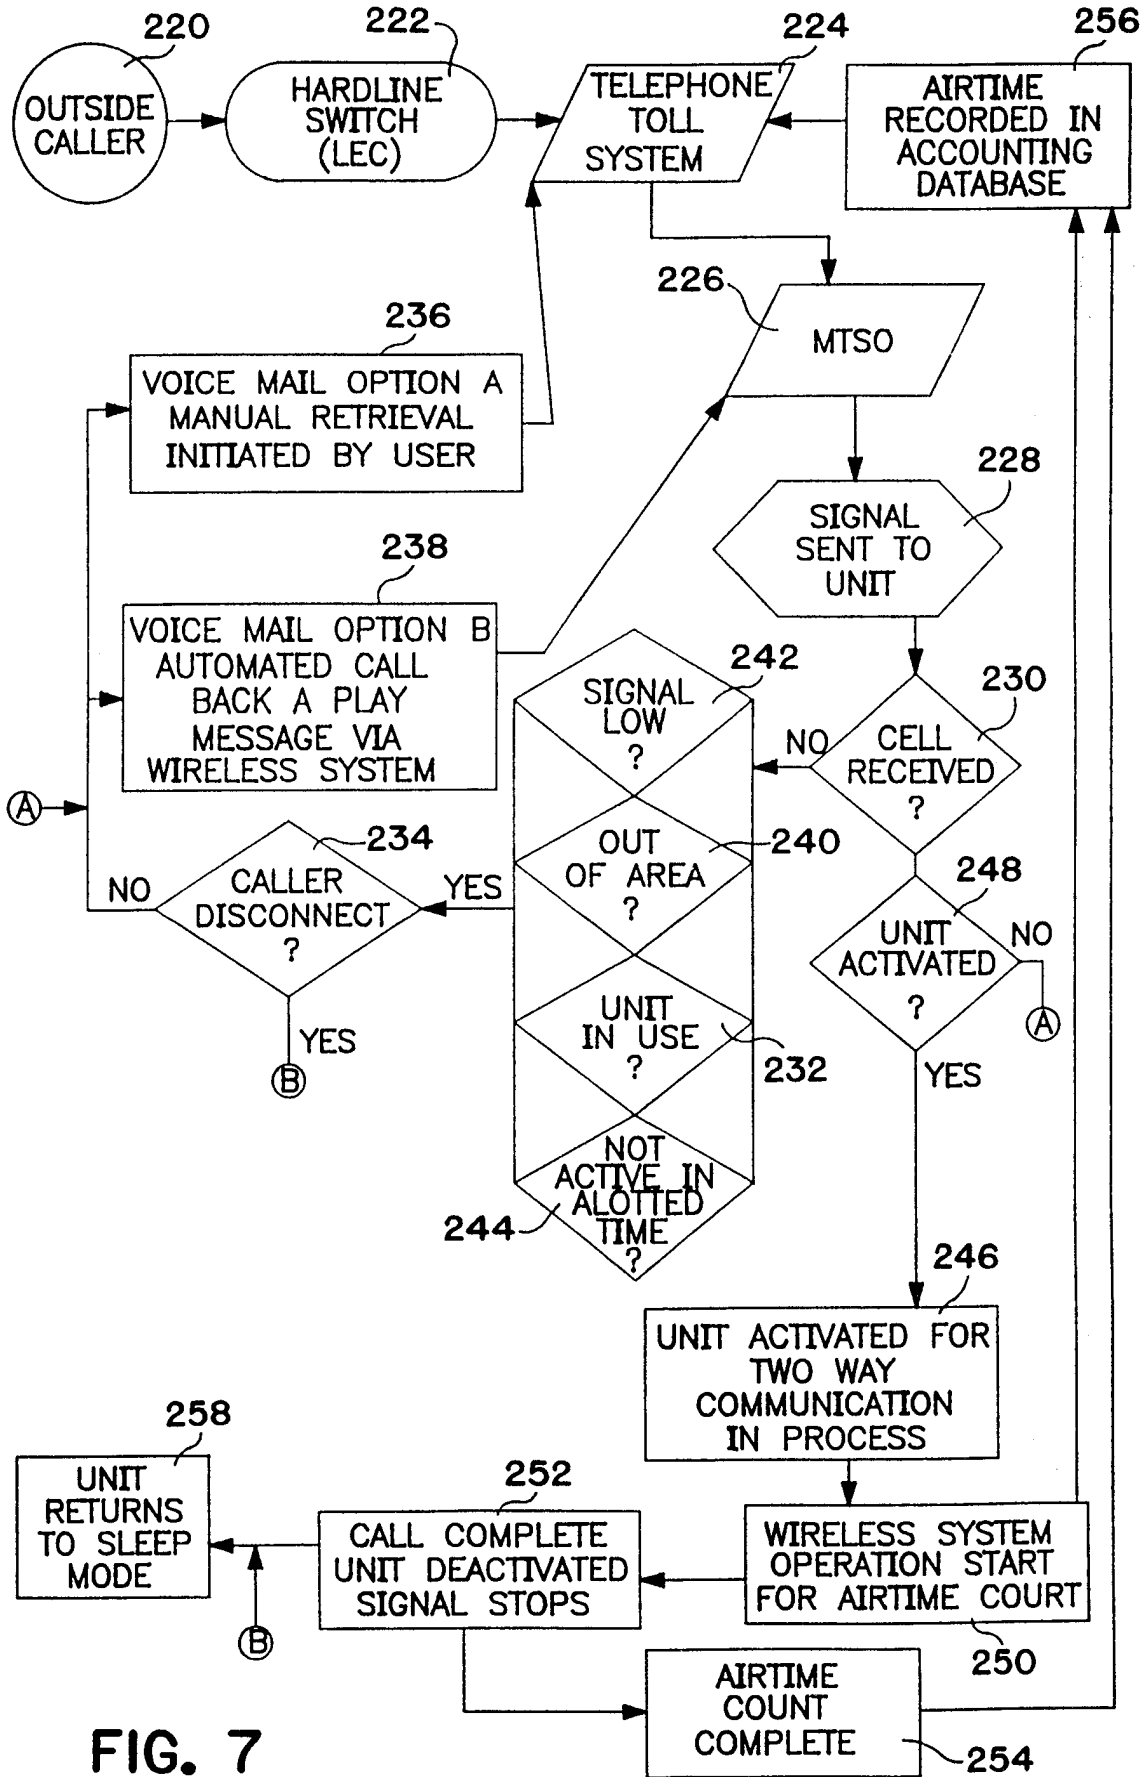 220
OUTSIDE
CALLER
222
HARDLINE
SWITCH
(LEC)
224
TELEPHONE
TOLL
SYSTEM
256
AIRTIME
RECORDED IN
ACCOUNTING
DATABASE
226
MTSO
236
VOICE MAIL OPTION A
MANUAL RETRIEVAL
INITIATED BY USER
228
SIGNAL
SENT TO
UNIT
238
VOICE MAIL OPTION B
AUTOMATED CALL
BACK A PLAY
MESSAGE VIA
WIRELESS SYSTEM
242
SIGNAL
LOW
?
230
CELL
RECEIVED
?
NO
A
234
CALLER
DISCONNECT
?
NO
YES
YES
B
240
OUT
OF AREA
?
248
UNIT
ACTIVATED
?
NO
A
YES
UNIT
IN USE
?
232
NOT
ACTIVE IN
ALOTTED
TIME
?
244
246
UNIT ACTIVATED FOR
TWO WAY
COMMUNICATION
IN PROCESS
258
UNIT
RETURNS
TO SLEEP
MODE
252
CALL COMPLETE
UNIT DEACTIVATED
SIGNAL STOPS
WIRELESS SYSTEM
OPERATION START
FOR AIRTIME COURT
250
B
AIRTIME
COUNT
COMPLETE
254
FIG. 7